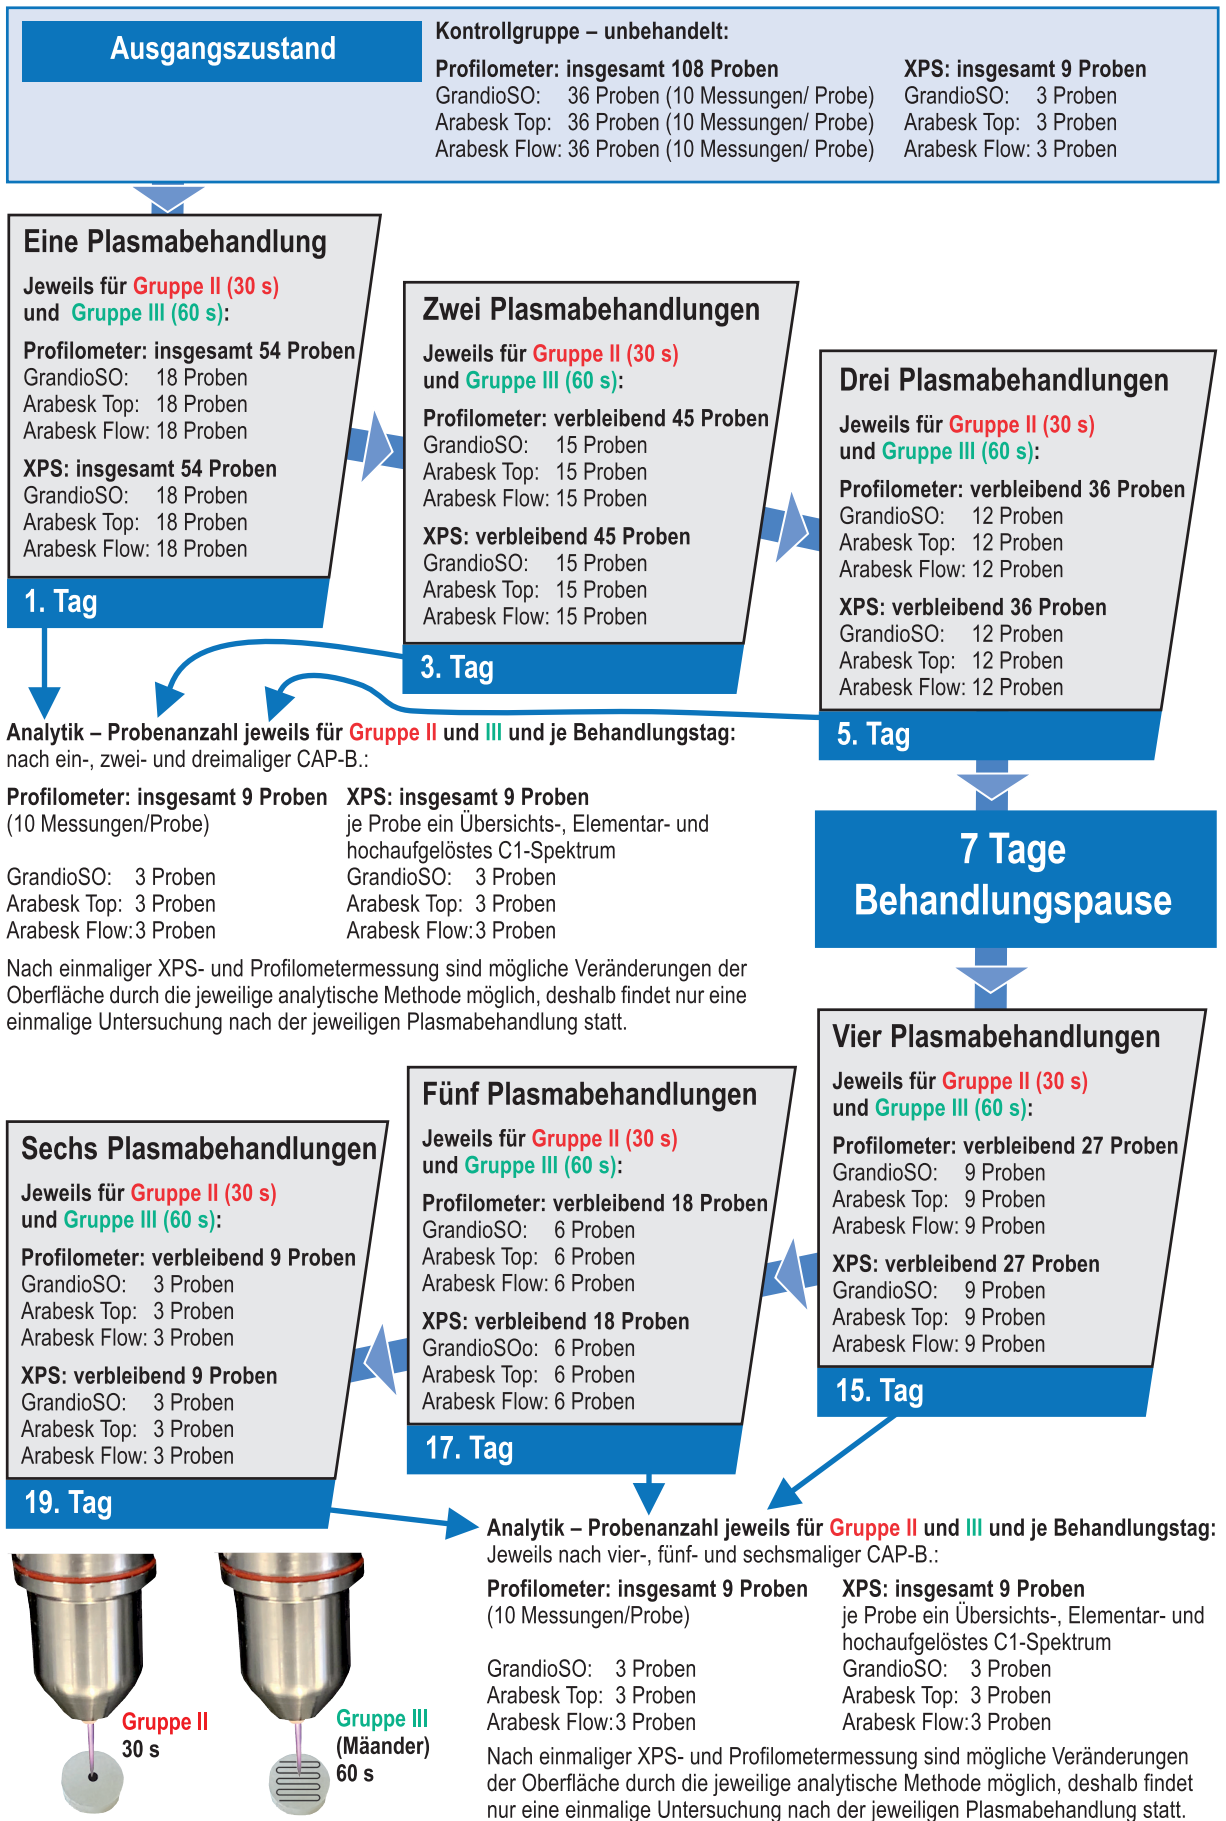 Ausgangszustand
Kontrollgruppe – unbehandelt:
Profilometer: insgesamt 108 Proben
GrandioSO: 36 Proben (10 Messungen/ Probe)
Arabesk Top: 36 Proben (10 Messungen/ Probe)
Arabesk Flow: 36 Proben (10 Messungen/ Probe)
XPS: insgesamt 9 Proben
GrandioSO: 3 Proben
Arabesk Top: 3 Proben
Arabesk Flow: 3 Proben
Eine Plasmabehandlung
Jeweils für Gruppe II (30 s)
und Gruppe III (60 s):
Profilometer: insgesamt 54 Proben
GrandioSO: 18 Proben
Arabesk Top: 18 Proben
Arabesk Flow: 18 Proben
XPS: insgesamt 54 Proben
GrandioSO: 18 Proben
Arabesk Top: 18 Proben
Arabesk Flow: 18 Proben
1. Tag
Zwei Plasmabehandlungen
Jeweils für Gruppe II (30 s)
und Gruppe III (60 s):
Profilometer: verbleibend 45 Proben
GrandioSO: 15 Proben
Arabesk Top: 15 Proben
Arabesk Flow: 15 Proben
XPS: verbleibend 45 Proben
GrandioSO: 15 Proben
Arabesk Top: 15 Proben
Arabesk Flow: 15 Proben
3. Tag
Drei Plasmabehandlungen
Jeweils für Gruppe II (30 s)
und Gruppe III (60 s):
Profilometer: verbleibend 36 Proben
GrandioSO: 12 Proben
Arabesk Top: 12 Proben
Arabesk Flow: 12 Proben
XPS: verbleibend 36 Proben
GrandioSO: 12 Proben
Arabesk Top: 12 Proben
Arabesk Flow: 12 Proben
5. Tag
Analytik – Probenanzahl jeweils für Gruppe II und III und je Behandlungstag:
nach ein-, zwei- und dreimaliger CAP-B.:
Profilometer: insgesamt 9 Proben
(10 Messungen/Probe)
GrandioSO: 3 Proben
Arabesk Top: 3 Proben
Arabesk Flow: 3 Proben
XPS: insgesamt 9 Proben
je Probe ein Übersichts-, Elementar- und
hochaufgelöstes C1-Spektrum
GrandioSO: 3 Proben
Arabesk Top: 3 Proben
Arabesk Flow: 3 Proben
Nach einmaliger XPS- und Profilometermessung sind mögliche Veränderungen der
Oberfläche durch die jeweilige analytische Methode möglich, deshalb findet nur eine
einmalige Untersuchung nach der jeweiligen Plasmabehandlung statt.
7 Tage
Behandlungspause
Vier Plasmabehandlungen
Jeweils für Gruppe II (30 s)
und Gruppe III (60 s):
Profilometer: verbleibend 27 Proben
GrandioSO: 9 Proben
Arabesk Top: 9 Proben
Arabesk Flow: 9 Proben
XPS: verbleibend 27 Proben
GrandioSO: 9 Proben
Arabesk Top: 9 Proben
Arabesk Flow: 9 Proben
15. Tag
Fünf Plasmabehandlungen
Jeweils für Gruppe II (30 s)
und Gruppe III (60 s):
Profilometer: verbleibend 18 Proben
GrandioSO: 6 Proben
Arabesk Top: 6 Proben
Arabesk Flow: 6 Proben
XPS: verbleibend 18 Proben
GrandioSOo: 6 Proben
Arabesk Top: 6 Proben
Arabesk Flow: 6 Proben
17. Tag
Sechs Plasmabehandlungen
Jeweils für Gruppe II (30 s)
und Gruppe III (60 s):
Profilometer: verbleibend 9 Proben
GrandioSO: 3 Proben
Arabesk Top: 3 Proben
Arabesk Flow: 3 Proben
XPS: verbleibend 9 Proben
GrandioSO: 3 Proben
Arabesk Top: 3 Proben
Arabesk Flow: 3 Proben
19. Tag
Analytik – Probenanzahl jeweils für Gruppe II und III und je Behandlungstag:
Jeweils nach vier-, fünf- und sechsmaliger CAP-B.:
Profilometer: insgesamt 9 Proben
(10 Messungen/Probe)
GrandioSO: 3 Proben
Arabesk Top: 3 Proben
Arabesk Flow: 3 Proben
XPS: insgesamt 9 Proben
je Probe ein Übersichts-, Elementar- und
hochaufgelöstes C1-Spektrum
GrandioSO: 3 Proben
Arabesk Top: 3 Proben
Arabesk Flow: 3 Proben
Nach einmaliger XPS- und Profilometermessung sind mögliche Veränderungen
der Oberfläche durch die jeweilige analytische Methode möglich, deshalb findet
nur eine einmalige Untersuchung nach der jeweiligen Plasmabehandlung statt.
Gruppe II
30 s
Gruppe III
(Mäander)
60 s